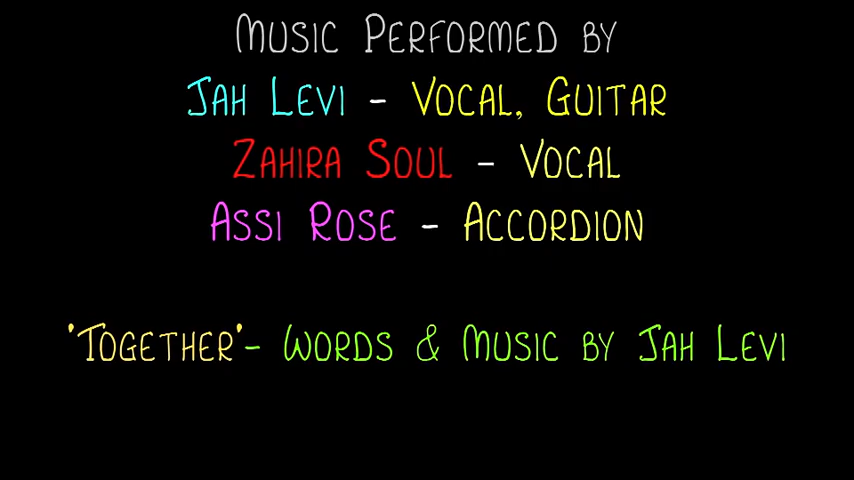 Music Performed by
Jah Levi - Vocal, Guitar
Zahira Soul - Vocal
Assi Rose - Accordion
'Together'- Words & Music by Jah Levi